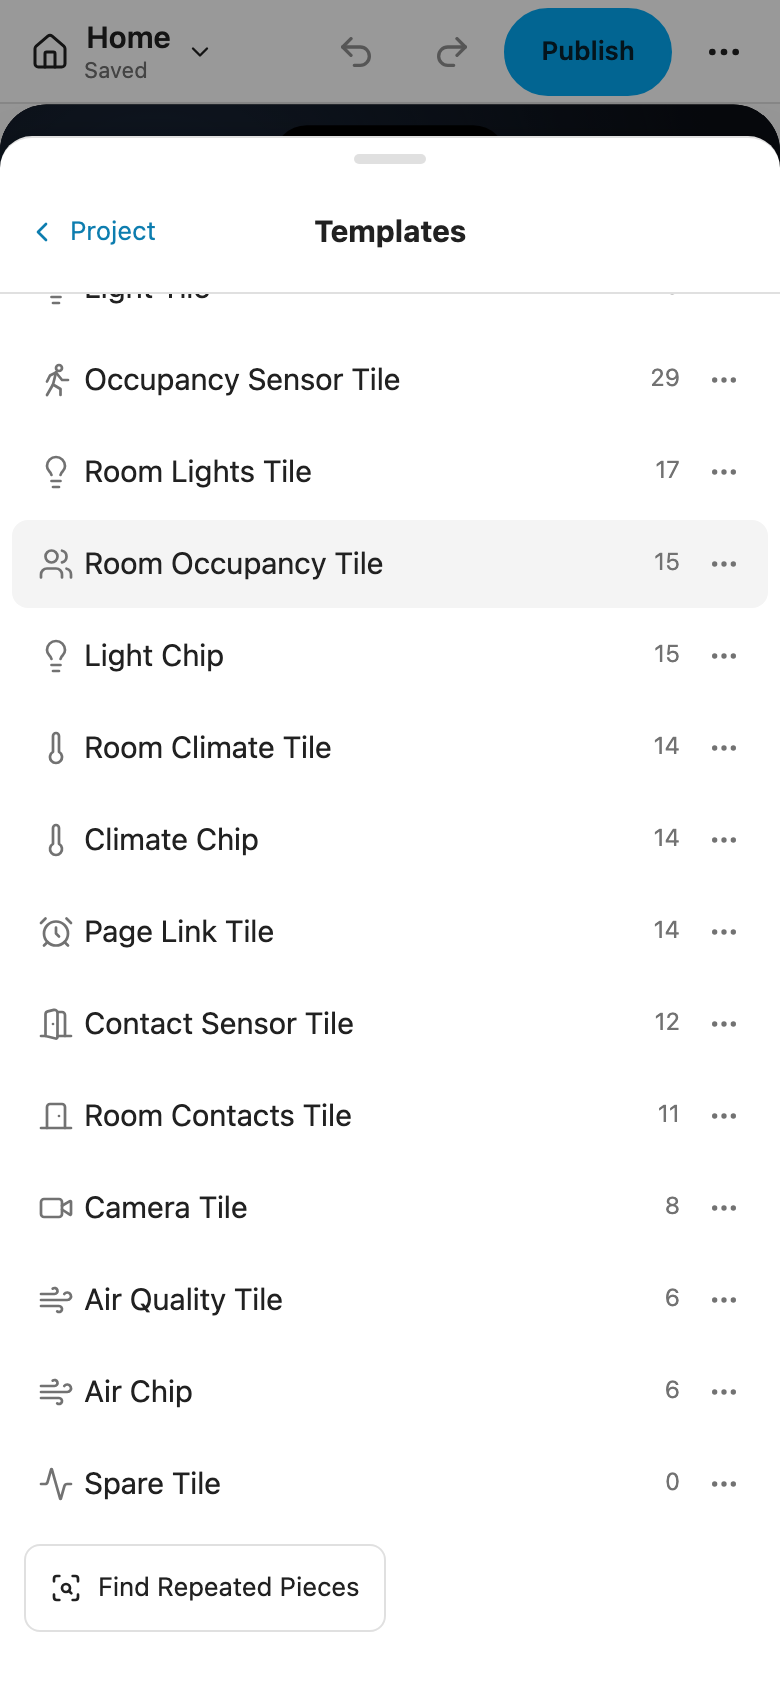 Home
Saved
Publish
Project
Templates
Light Tile
Occupancy Sensor Tile 29
Room Lights Tile 17
Room Occupancy Tile 15
Light Chip 15
Room Climate Tile 14
Climate Chip 14
Page Link Tile 14
Contact Sensor Tile 12
Room Contacts Tile 11
Camera Tile 8
Air Quality Tile 6
Air Chip 6
Spare Tile 0
Find Repeated Pieces